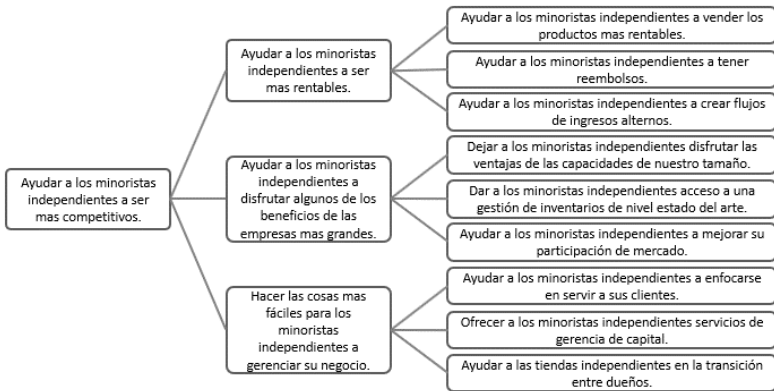 Ayudar a los minoristas
independientes a ser
mas competitivos.
Ayudar a los minoristas
independientes a ser
mas rentables.
Ayudar a los minoristas independientes a vender los
productos mas rentables.
Ayudar a los minoristas independientes a tener
reembolsos.
Ayudar a los minoristas independientes a crear flujos
de ingresos alternos.
Ayudar a los minoristas
independientes a
disfrutar algunos de los
beneficios de las
empresas mas grandes.
Dejar a los minoristas independientes disfrutar las
ventajas de las capacidades de nuestro tamaño.
Dar a los minoristas independientes acceso a una
gestión de inventarios de nivel estado del arte.
Ayudar a los minoristas independientes a mejorar su
participación de mercado.
Hacer las cosas mas
fáciles para los
minoristas
independientes a
gerenciar su negocio.
Ayudar a los minoristas independientes a enfocarse
en servir a sus clientes.
Ofrecer a los minoristas independientes servicios de
gerencia de capital.
Ayudar a las tiendas independientes en la transición
entre dueños.